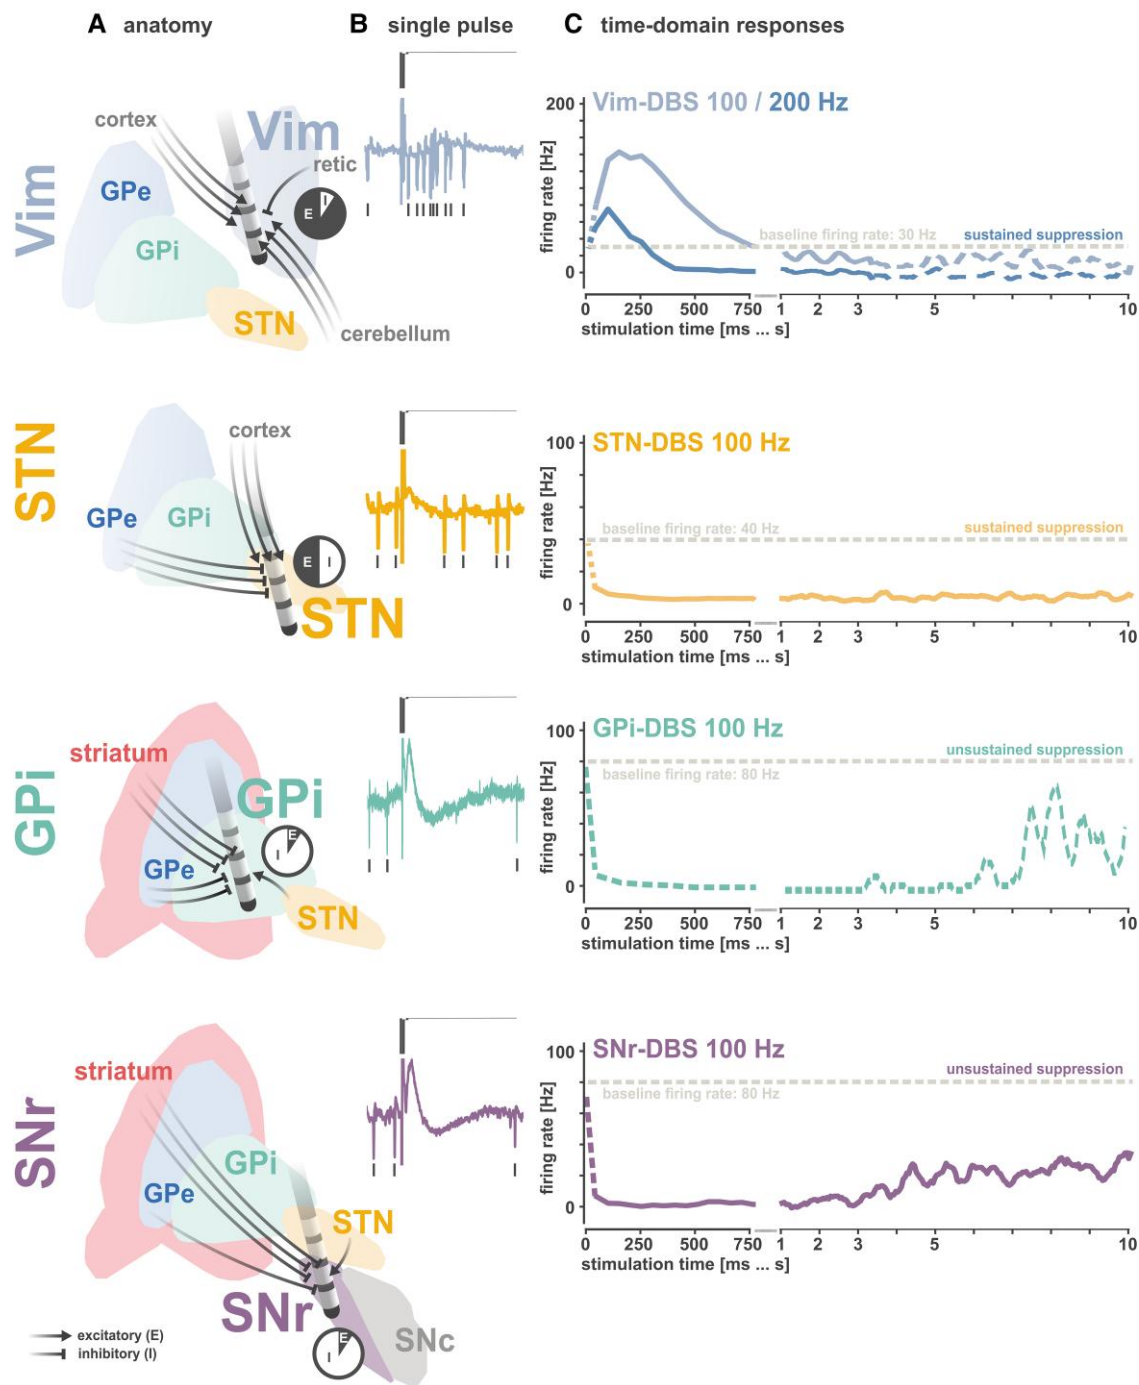 A anatomy
B single pulse
C time-domain responses
Vim
cortex
Vim
retic
GPe
E
I
GPi
STN
cerebellum
Vim-DBS 100 / 200 Hz
200
firing rate [Hz]
100
0
baseline firing rate: 30 Hz
sustained suppression
0 250 500 750 1 2 3 5 10
stimulation time [ms ... s]
STN
cortex
GPe
GPi
E
I
STN
STN-DBS 100 Hz
100
firing rate [Hz]
0
baseline firing rate: 40 Hz
sustained suppression
0 250 500 750 1 2 3 5 10
stimulation time [ms ... s]
GPi
striatum
GPi
E
I
GPe
STN
GPi-DBS 100 Hz
100
firing rate [Hz]
0
unsustained suppression
baseline firing rate: 80 Hz
0 250 500 750 1 2 3 5 10
stimulation time [ms ... s]
SNr
striatum
GPi
GPe
STN
SNr
SNc
E
I
SNr-DBS 100 Hz
100
firing rate [Hz]
0
unsustained suppression
baseline firing rate: 80 Hz
0 250 500 750 1 2 3 5 10
stimulation time [ms ... s]
excitatory (E)
inhibitory (I)